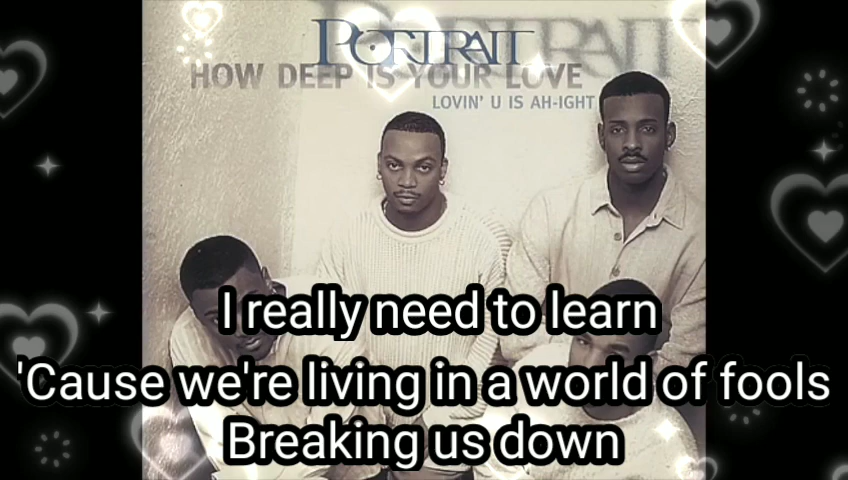 PORTRAIT
HOW DEEP IS YOUR LOVE
LOVIN' U IS AH-IGHT
I really need to learn
'Cause we're living in a world of fools
Breaking us down